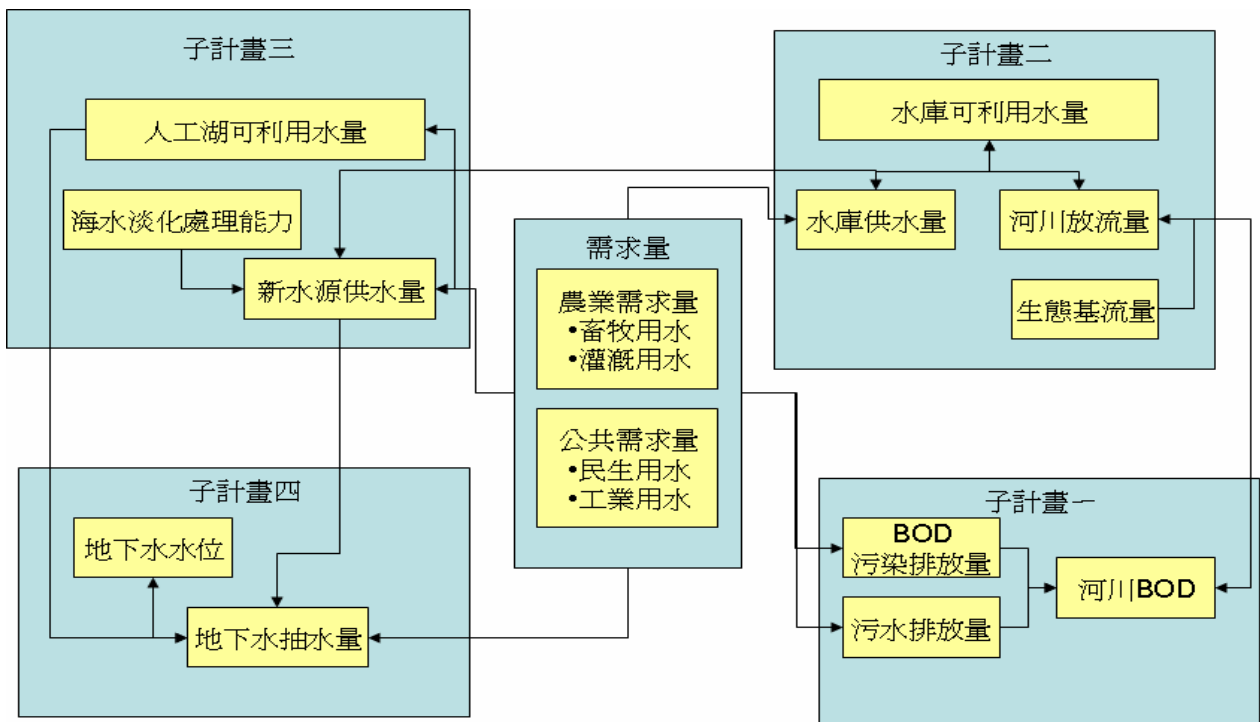 子計畫三
人工湖可利用水量
海水淡化處理能力
新水源供水量
子計畫二
水庫可利用水量
水庫供水量
河川放流量
生態基流量
需求量
農業需求量
•畜牧用水
•灌溉用水
公共需求量
•民生用水
•工業用水
子計畫四
地下水水位
地下水抽水量
子計畫一
BOD
污染排放量
污水排放量
河川BOD